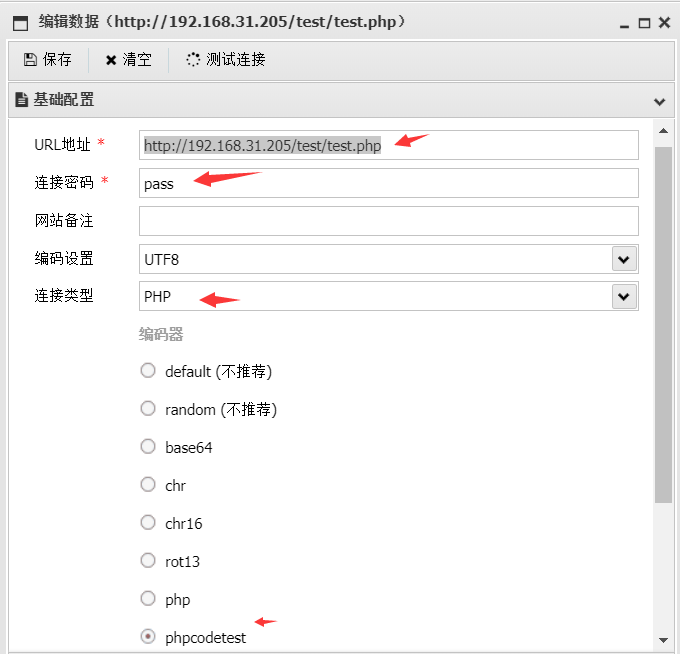 编辑数据（http://192.168.31.205/test/test.php）
保存 清空 测试连接
基础配置
URL地址 * http://192.168.31.205/test/test.php
连接密码 * pass
网站备注
编码设置 UTF8
连接类型 PHP
编码器
default (不推荐)
random (不推荐)
base64
chr
chr16
rot13
php
phpcodetest